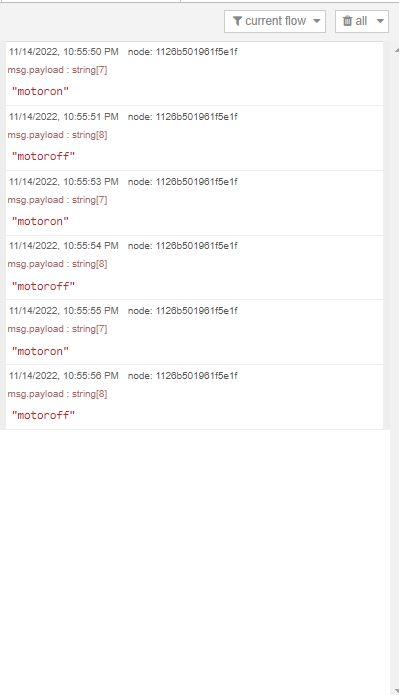 current flow all
11/14/2022, 10:55:50 PM node: 1126b501961f5e1f
msg.payload : string[7]
"motoron"
11/14/2022, 10:55:51 PM node: 1126b501961f5e1f
msg.payload : string[8]
"motoroff"
11/14/2022, 10:55:53 PM node: 1126b501961f5e1f
msg.payload : string[7]
"motoron"
11/14/2022, 10:55:54 PM node: 1126b501961f5e1f
msg.payload : string[8]
"motoroff"
11/14/2022, 10:55:55 PM node: 1126b501961f5e1f
msg.payload : string[7]
"motoron"
11/14/2022, 10:55:56 PM node: 1126b501961f5e1f
msg.payload : string[8]
"motoroff"